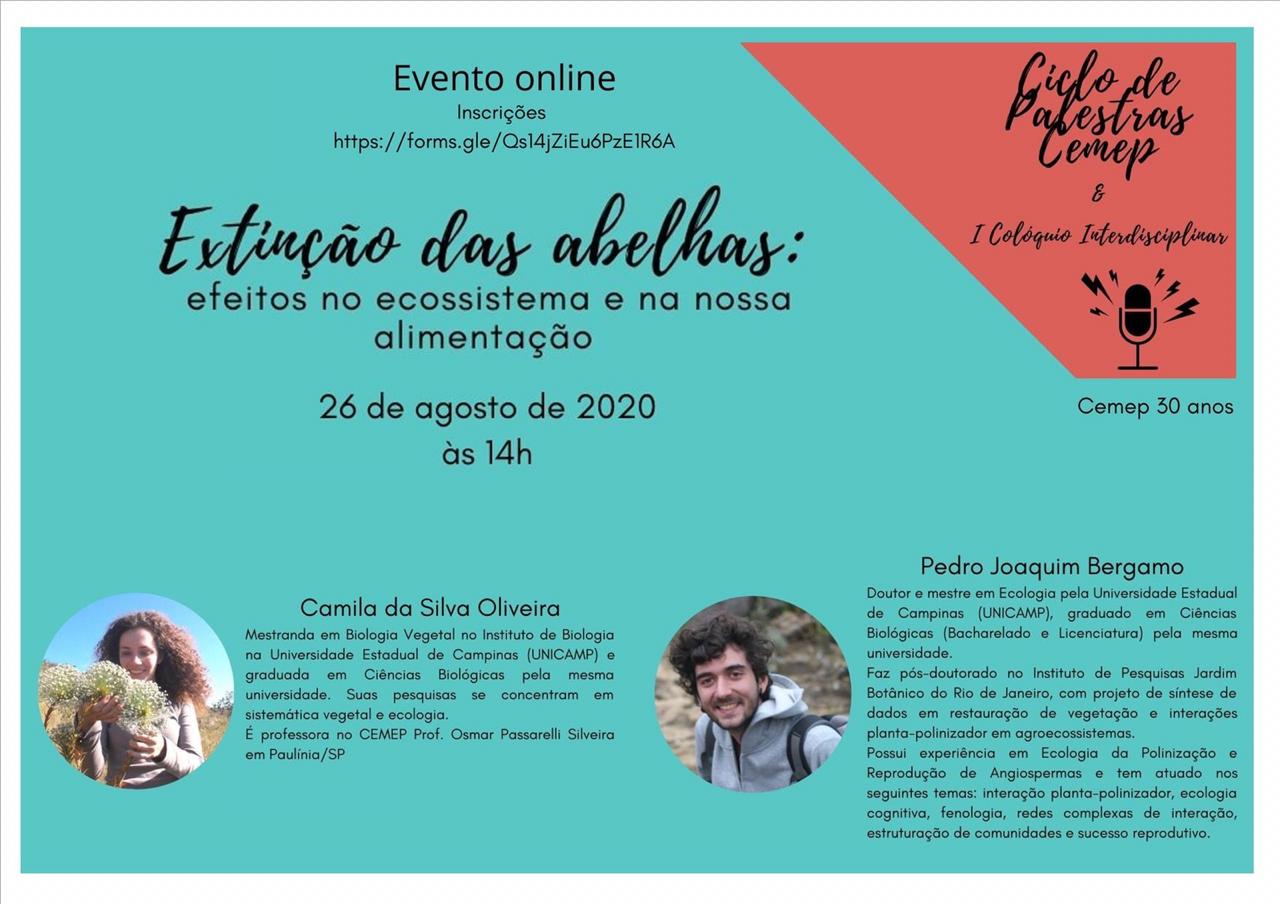 Evento online
Inscrições
https://forms.gle/Qs14jZiEu6PzE1R6A
Extinção das abelhas:
efeitos no ecossistema e na nossa
alimentação
26 de agosto de 2020
às 14h
Ciclo de
Palestras
Cemep
&
I Colóquio Interdisciplinar
Cemep 30 anos
Camila da Silva Oliveira
Mestranda em Biologia Vegetal no Instituto de Biologia
na Universidade Estadual de Campinas (UNICAMP) e
graduada em Ciências Biológicas pela mesma
universidade. Suas pesquisas se concentram em
sistemática vegetal e ecologia.
É professora no CEMEP Prof. Osmar Passarelli Silveira
em Paulínia/SP
Pedro Joaquim Bergamo
Doutor e mestre em Ecologia pela Universidade Estadual
de Campinas (UNICAMP), graduado em Ciências
Biológicas (Bacharelado e Licenciatura) pela mesma
universidade.
Faz pós-doutorado no Instituto de Pesquisas Jardim
Botânico do Rio de Janeiro, com projeto de síntese de
dados em restauração de vegetação e interações
planta-polinizador em agroecossistemas.
Possui experiência em Ecologia da Polinização e
Reprodução de Angiospermas e tem atuado nos
seguintes temas: interação planta-polinizador, ecologia
cognitiva, fenologia, redes complexas de interação,
estruturação de comunidades e sucesso reprodutivo.